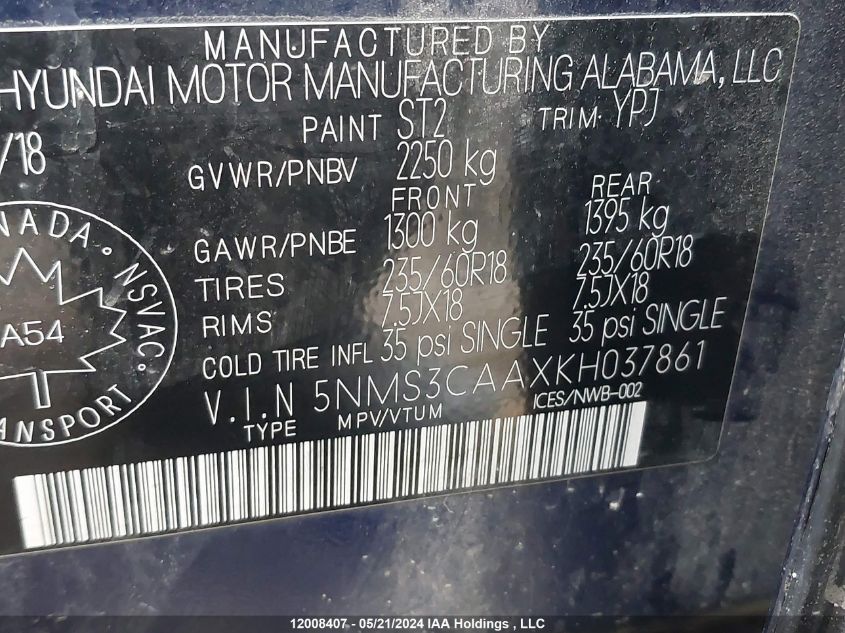 MANUFACTURED BY
HYUNDAI MOTOR MANUFACTURING ALABAMA, LLC
PAINT ST2 TRIM YPJ
/18
GVWR/PNBV 2250 kg
FRONT REAR
GAWR/PNBE 1300 kg 1395 kg
TIRES 235/60R18 235/60R18
RIMS 7.5JX18 7.5JX18
COLD TIRE INFL 35 psi SINGLE 35 psi SINGLE
V.I.N 5NMS3CAAXKH037861
TYPE MPV/VTUM ICES/NWB-002
NADA. NSVAC.
A54
ANSPORT
12008407 - 05/21/2024 IAA Holdings , LLC